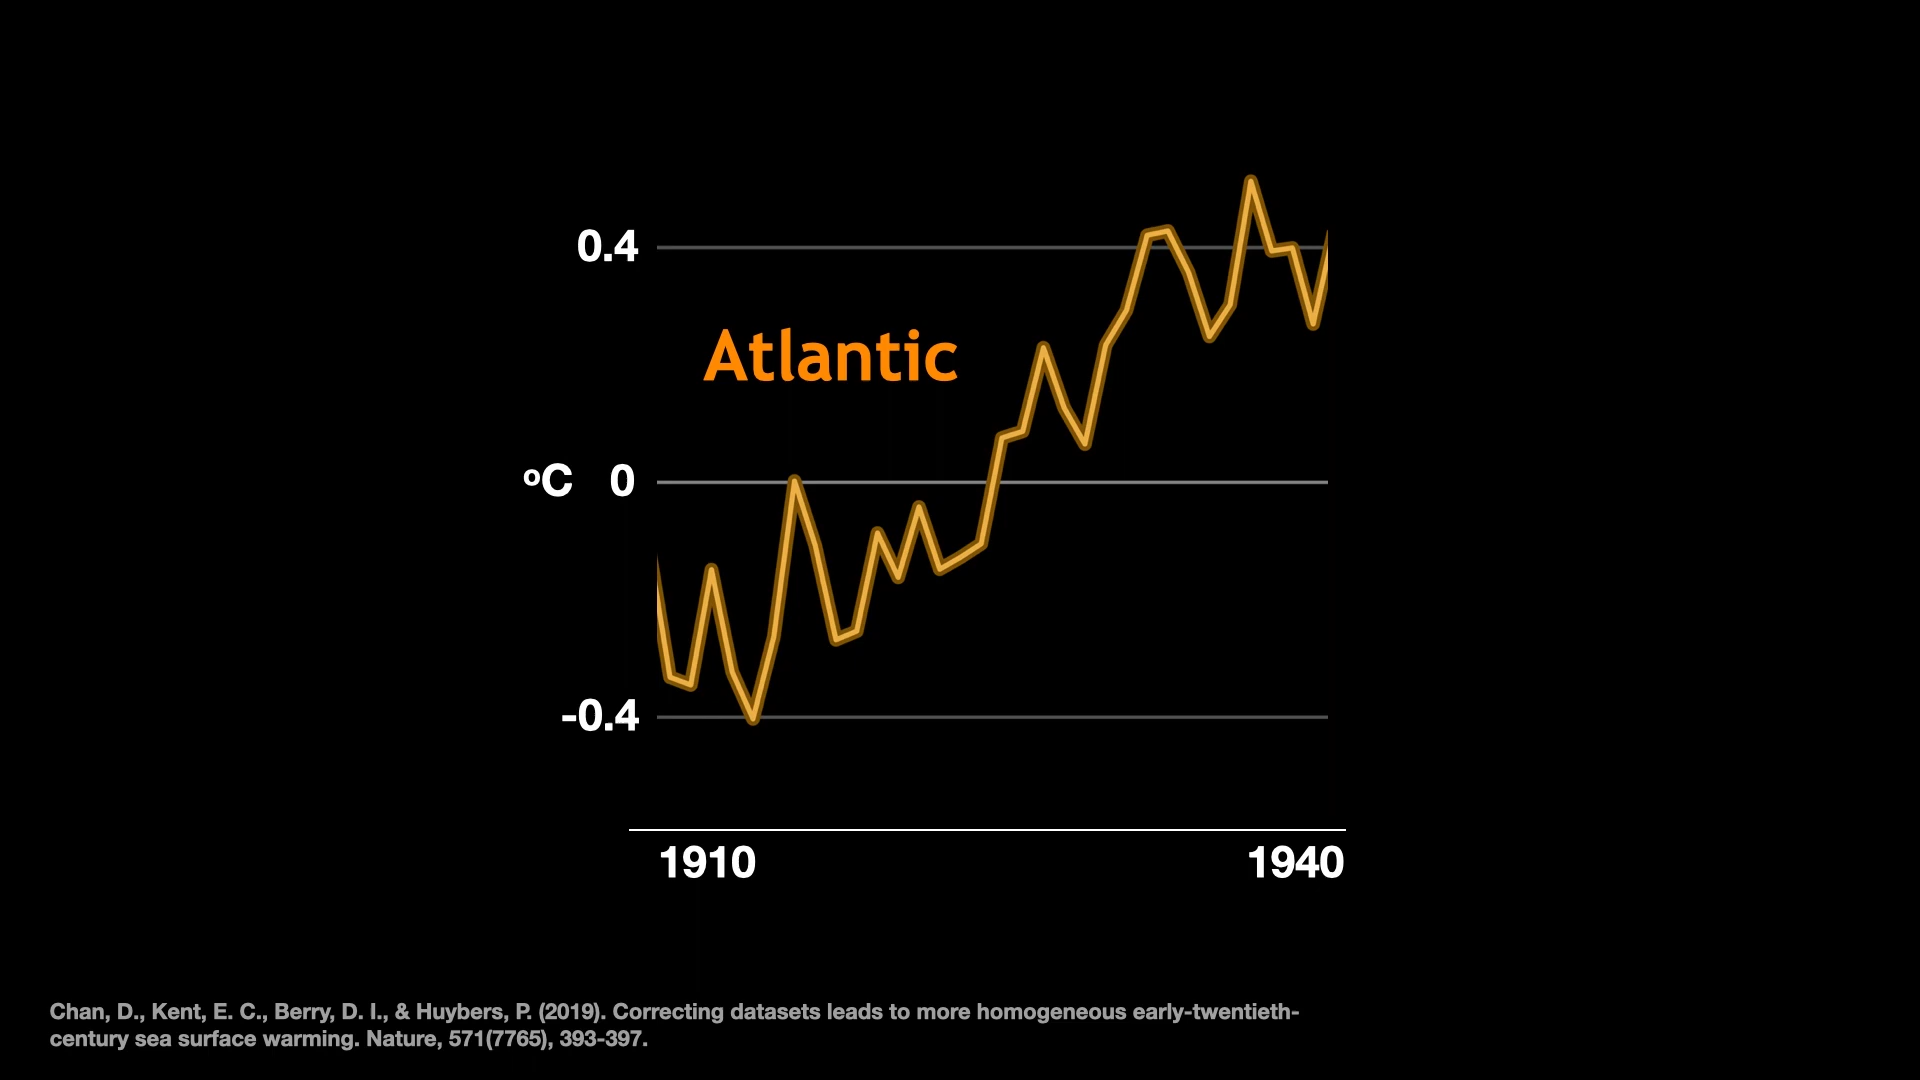 0.4
Atlantic
ºC 0
-0.4
1910 1940
Chan, D., Kent, E. C., Berry, D. I., & Huybers, P. (2019). Correcting datasets leads to more homogeneous early-twentieth-
century sea surface warming. Nature, 571(7765), 393-397.